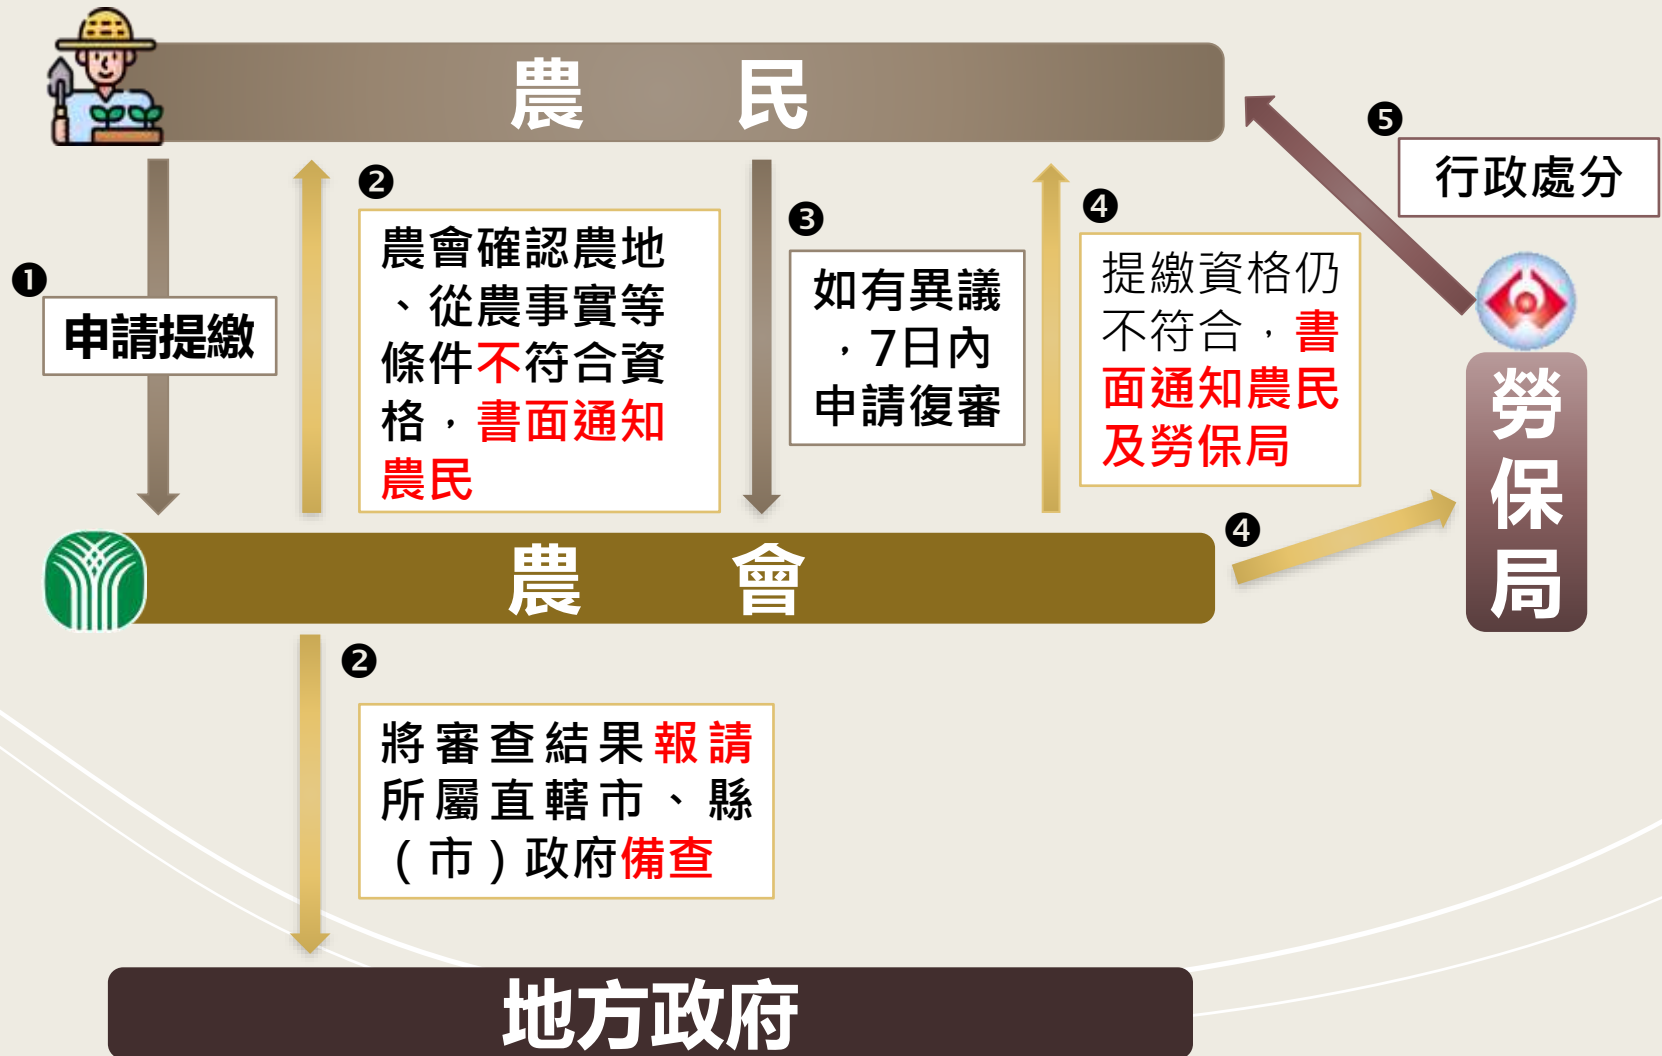 農 民
❶
申請提繳
❷
農會確認農地
、從農事實等
條件不符合資
格，書面通知
農民
❸
如有異議
，7日內
申請復審
❹
提繳資格仍
不符合，書
面通知農民
及勞保局
❺
行政處分
勞
保
局
農 會
❹
❷
將審查結果報請
所屬直轄市、縣
（市）政府備查
地方政府